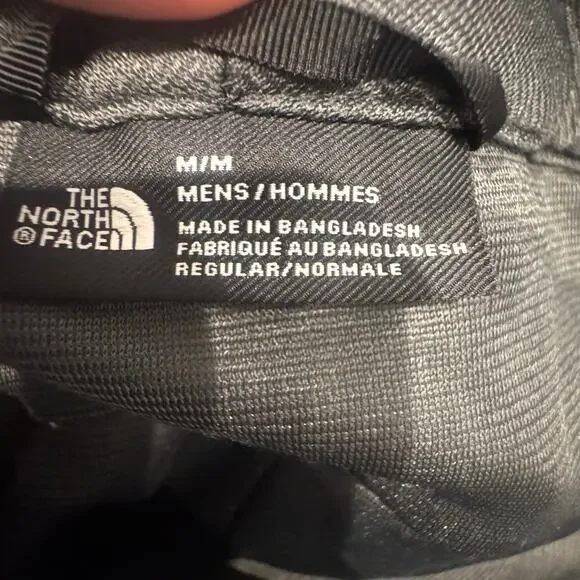 THE
NORTH
® FACE
M/M
MENS/HOMMES
MADE IN BANGLADESH
FABRIQUÉ AU BANGLADESH
REGULAR/NORMALE